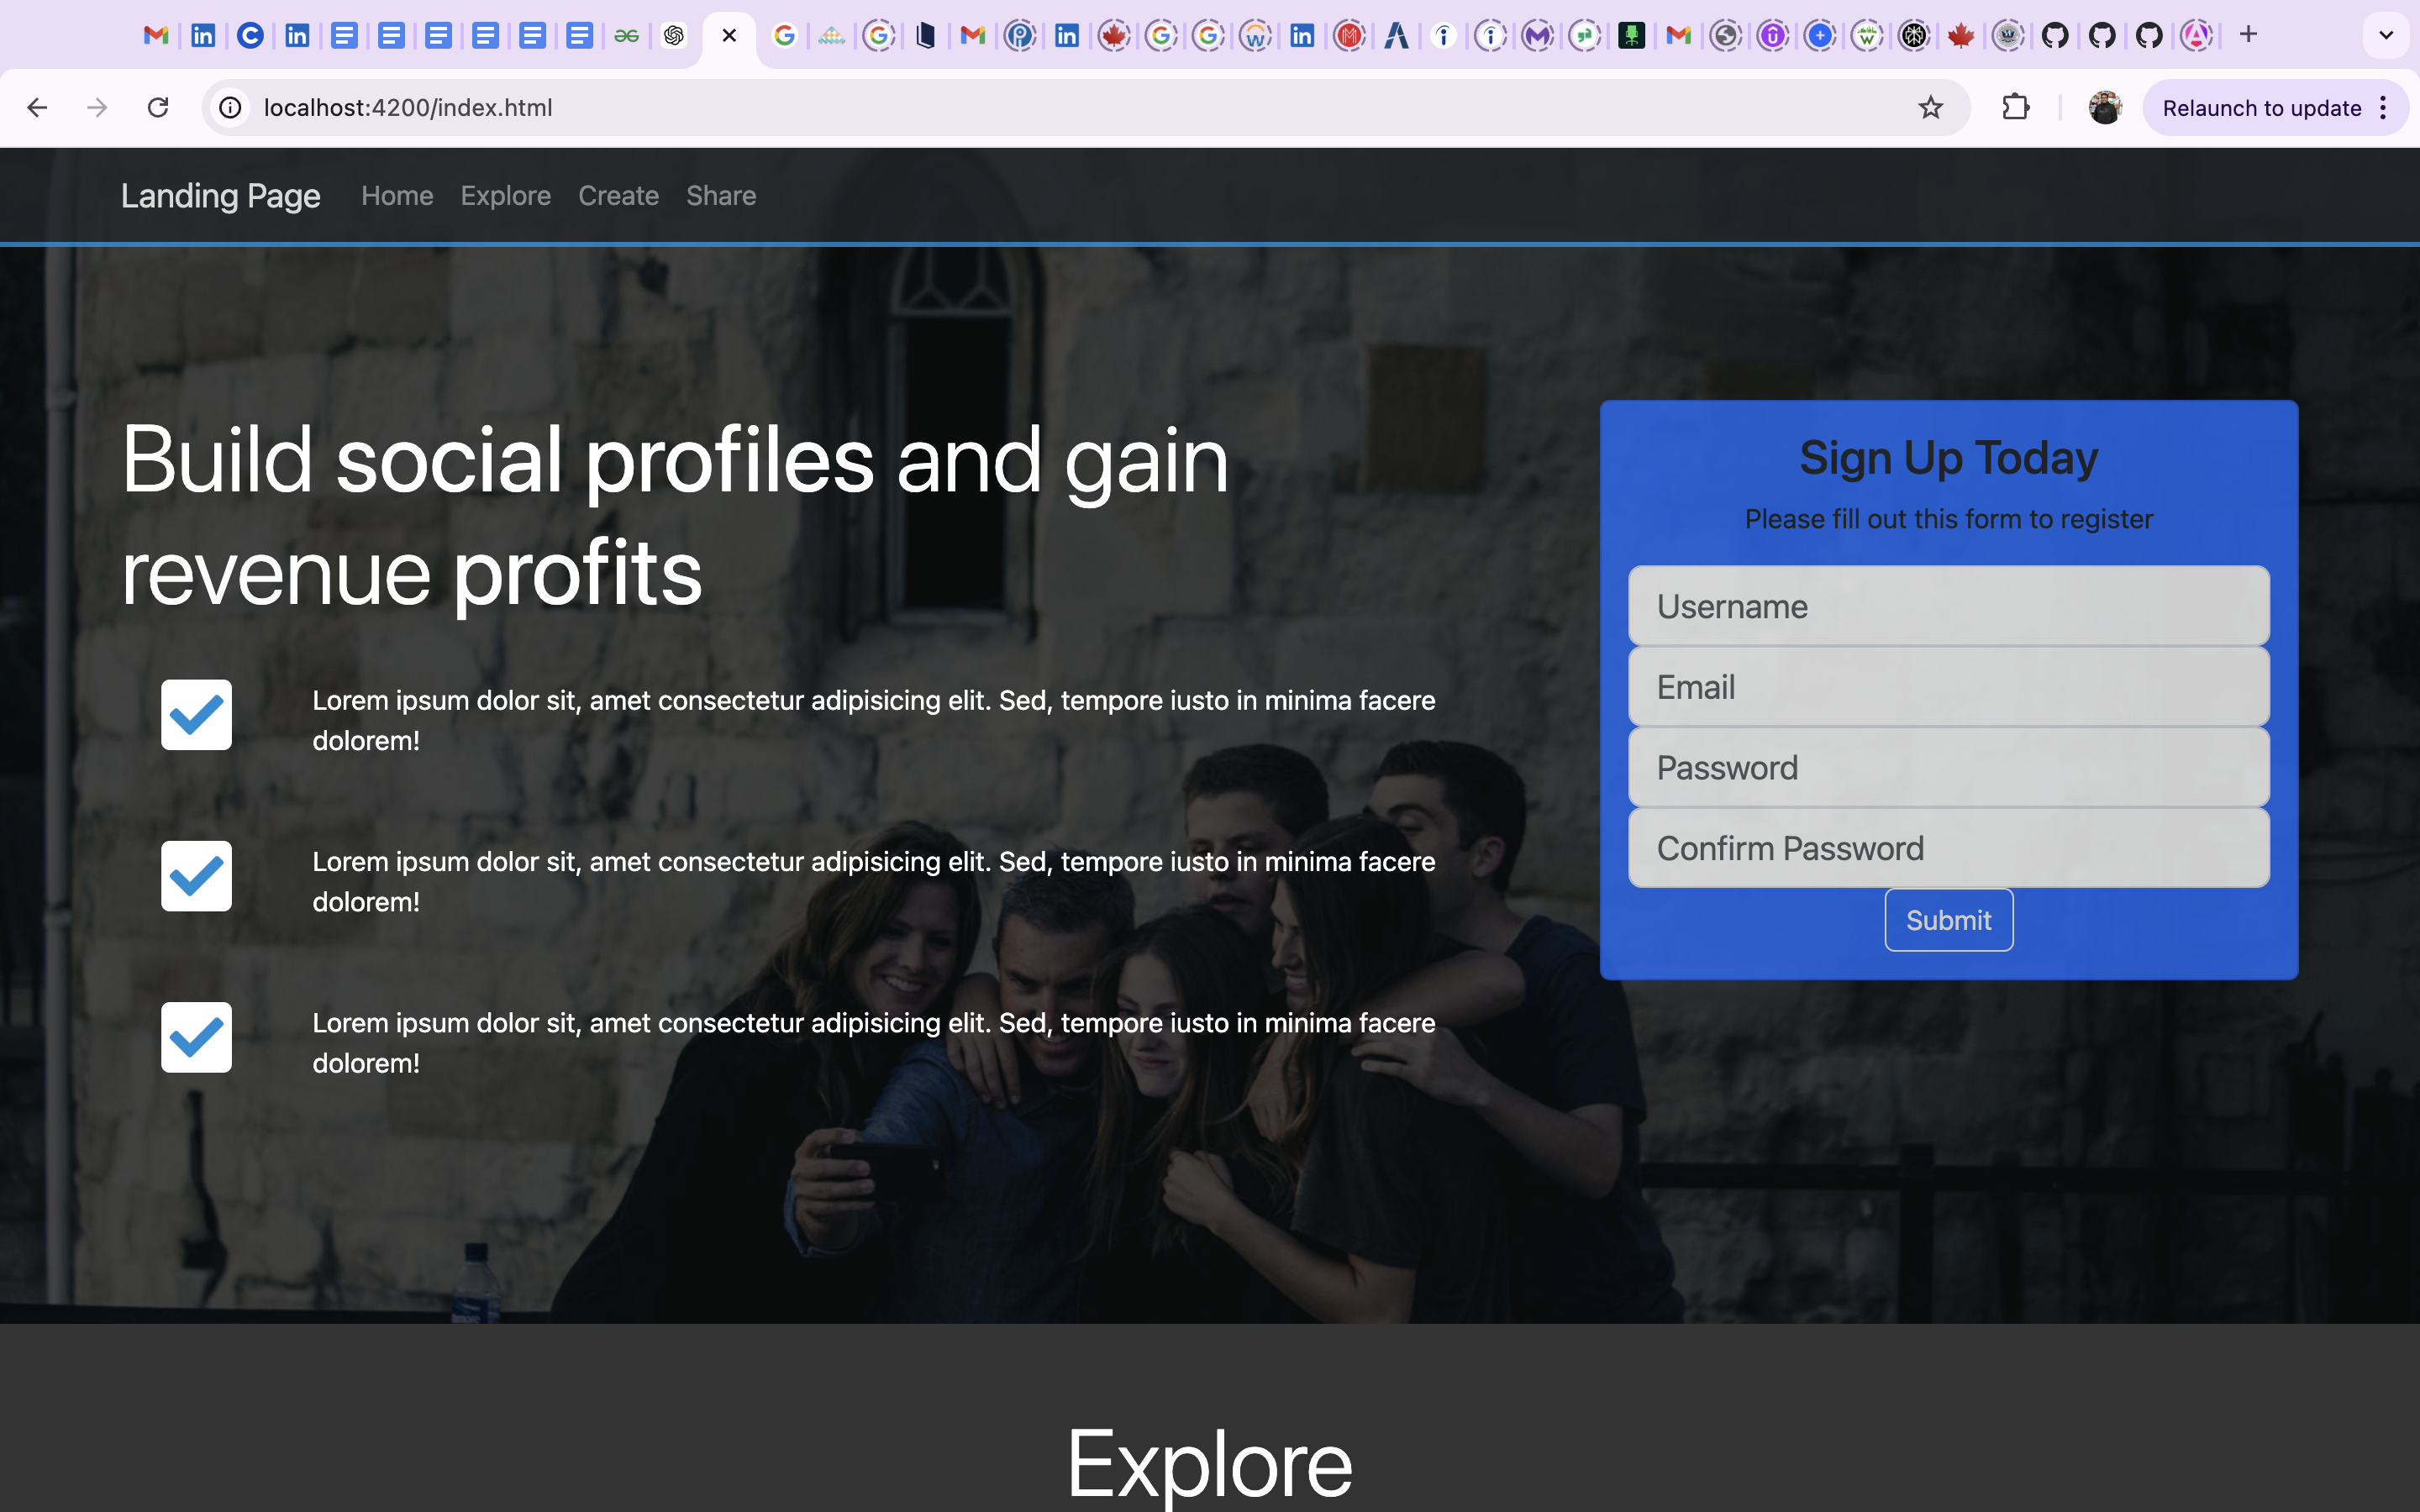 localhost:4200/index.html
Relaunch to update
Landing Page Home Explore Create Share
Build social profiles and gain
revenue profits
Lorem ipsum dolor sit, amet consectetur adipisicing elit. Sed, tempore iusto in minima facere
dolorem!
Lorem ipsum dolor sit, amet consectetur adipisicing elit. Sed, tempore iusto in minima facere
dolorem!
Lorem ipsum dolor sit, amet consectetur adipisicing elit. Sed, tempore iusto in minima facere
dolorem!
Sign Up Today
Please fill out this form to register
Username
Email
Password
Confirm Password
Submit
Explore